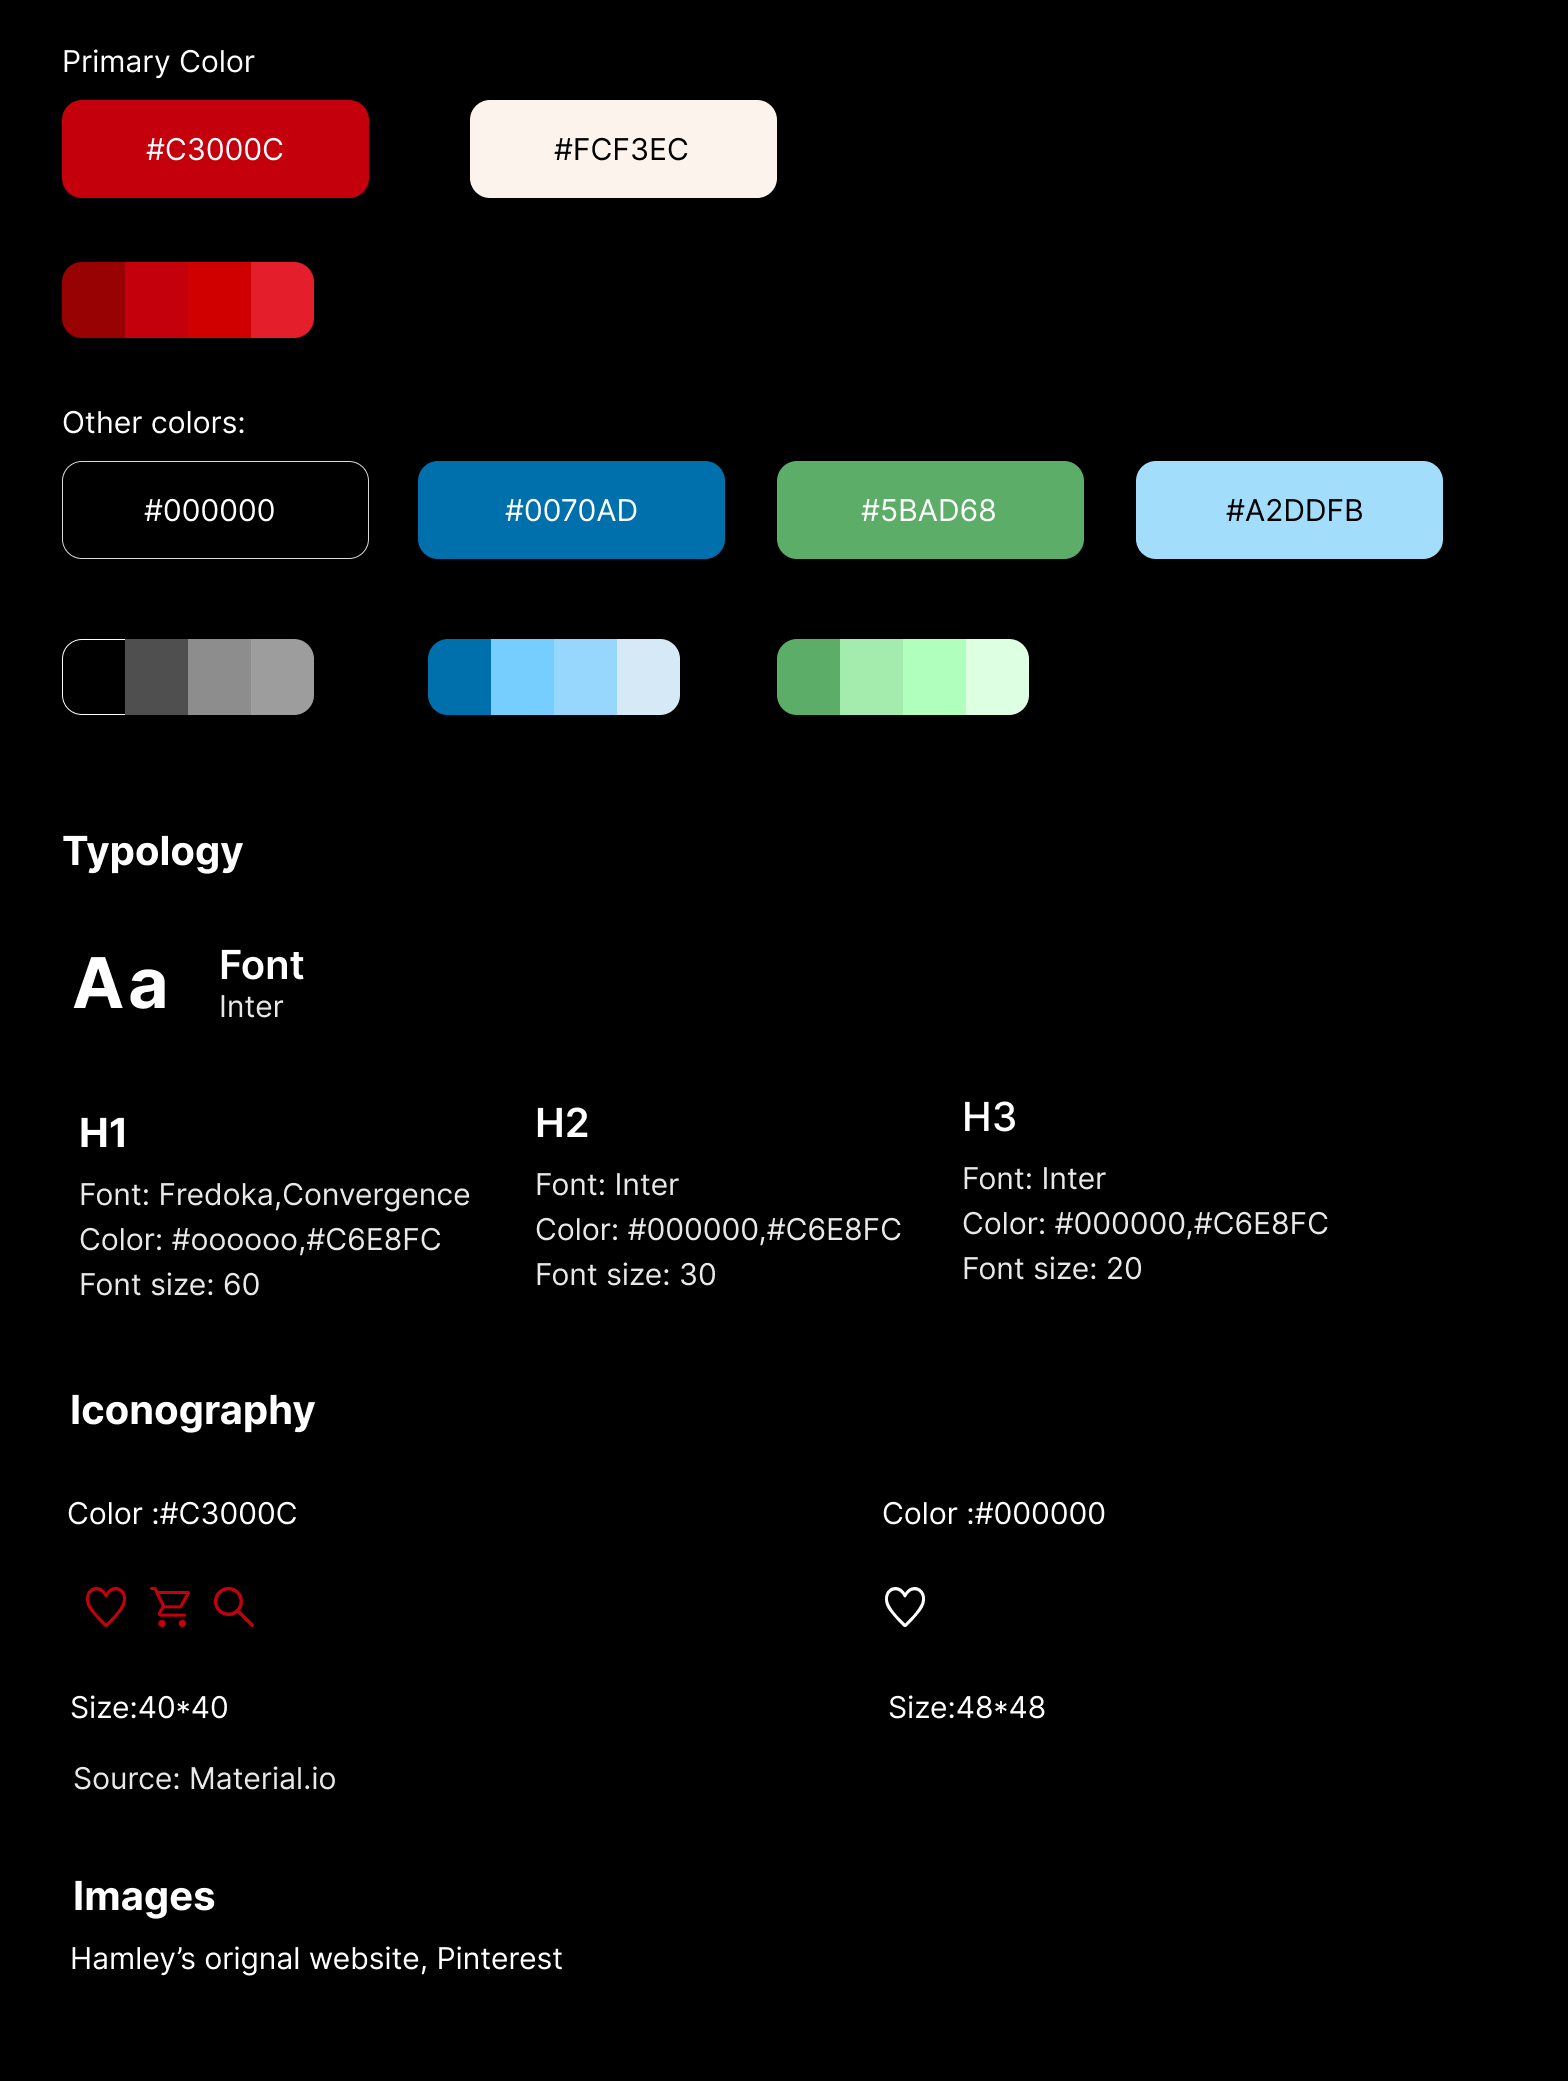 Primary Color
#C3000C
#FCF3EC
Other colors:
#000000
#0070AD
#5BAD68
#A2DDFB
Typology
Aa
Font
Inter
H1
Font: Fredoka,Convergence
Color: #oooooo,#C6E8FC
Font size: 60
H2
Font: Inter
Color: #000000,#C6E8FC
Font size: 30
H3
Font: Inter
Color: #000000,#C6E8FC
Font size: 20
Iconography
Color :#C3000C
Color :#000000
Size:40*40
Size:48*48
Source: Material.io
Images
Hamley’s orignal website, Pinterest